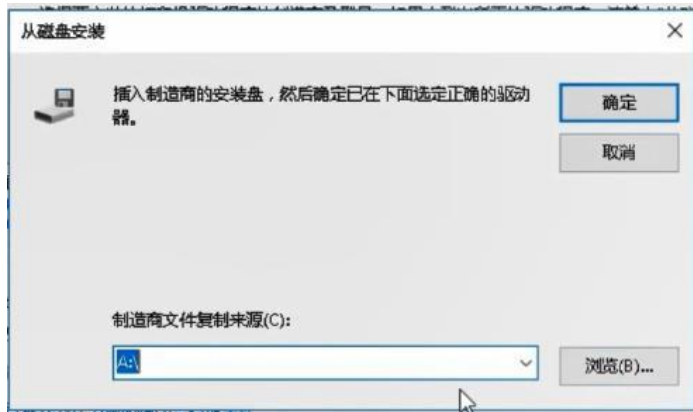 从磁盘安装
插入制造商的安装盘，然后确定已在下面选定正确的驱动
器。
确定
取消
制造商文件复制来源(C):
A:\
浏览(B)...